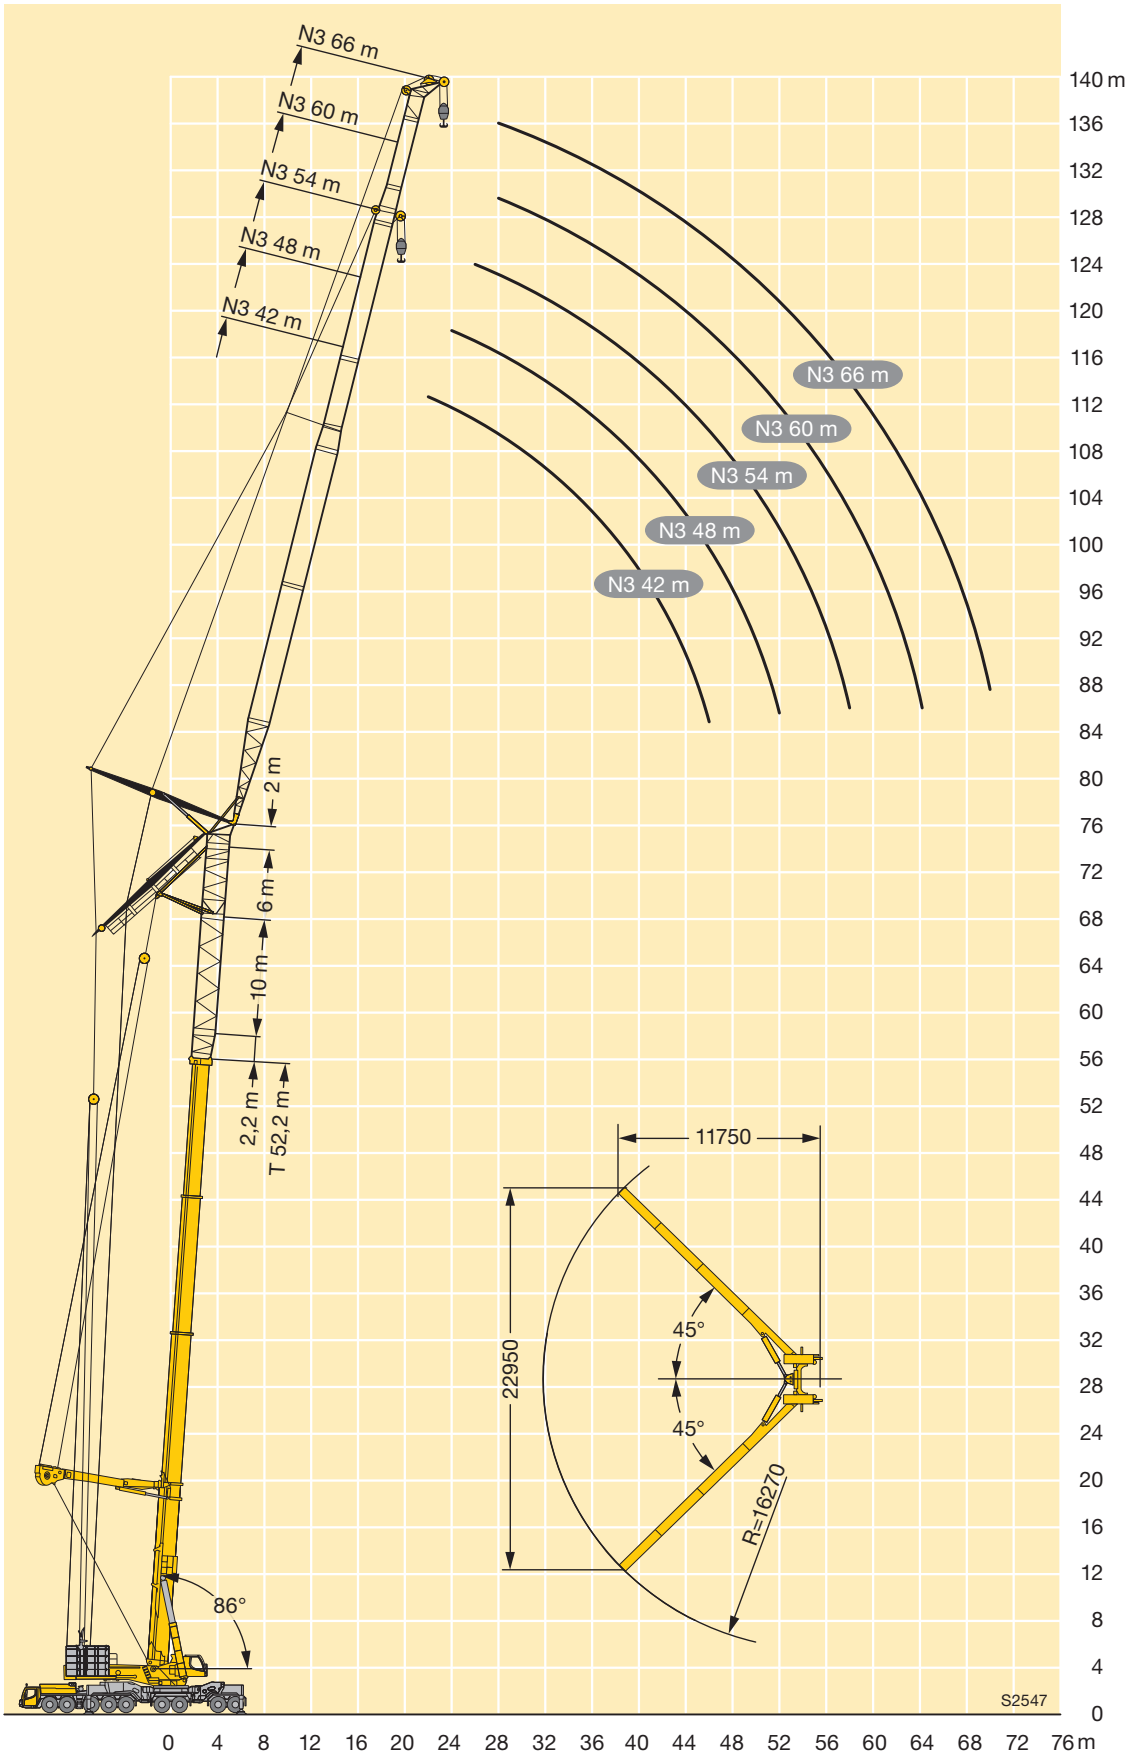 N3 66 m
N3 60 m
N3 54 m
N3 48 m
N3 42 m
140 m
136
132
128
124
120
116
112
108
104
100
96
92
88
84
80
76
72
68
64
60
56
52
48
44
40
36
32
28
24
20
16
12
8
4
0
N3 66 m
N3 60 m
N3 54 m
N3 48 m
N3 42 m
2 m
6 m
10 m
2,2 m
T 52,2 m
11750
22950
45°
45°
R=16270
86°
S2547
0 4 8 12 16 20 24 28 32 36 40 44 48 52 56 60 64 68 72 76 m